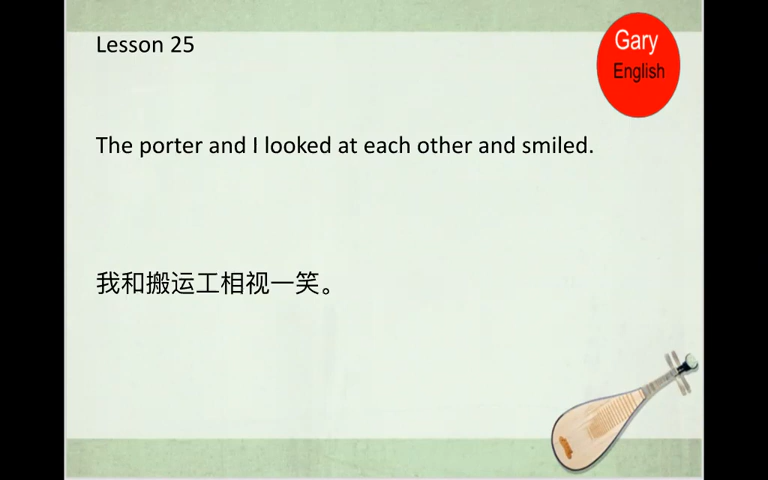 Lesson 25
Gary
English
The porter and I looked at each other and smiled.
我和搬运工相视一笑。